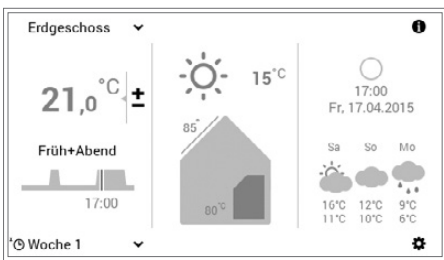 Erdgeschoss
21,0 °C ±
Früh+Abend
17:00
Woche 1
15°C
85°
80°C
17:00
Fr, 17.04.2015
Sa So Mo
16°C 12°C 9°C
11°C 10°C 6°C